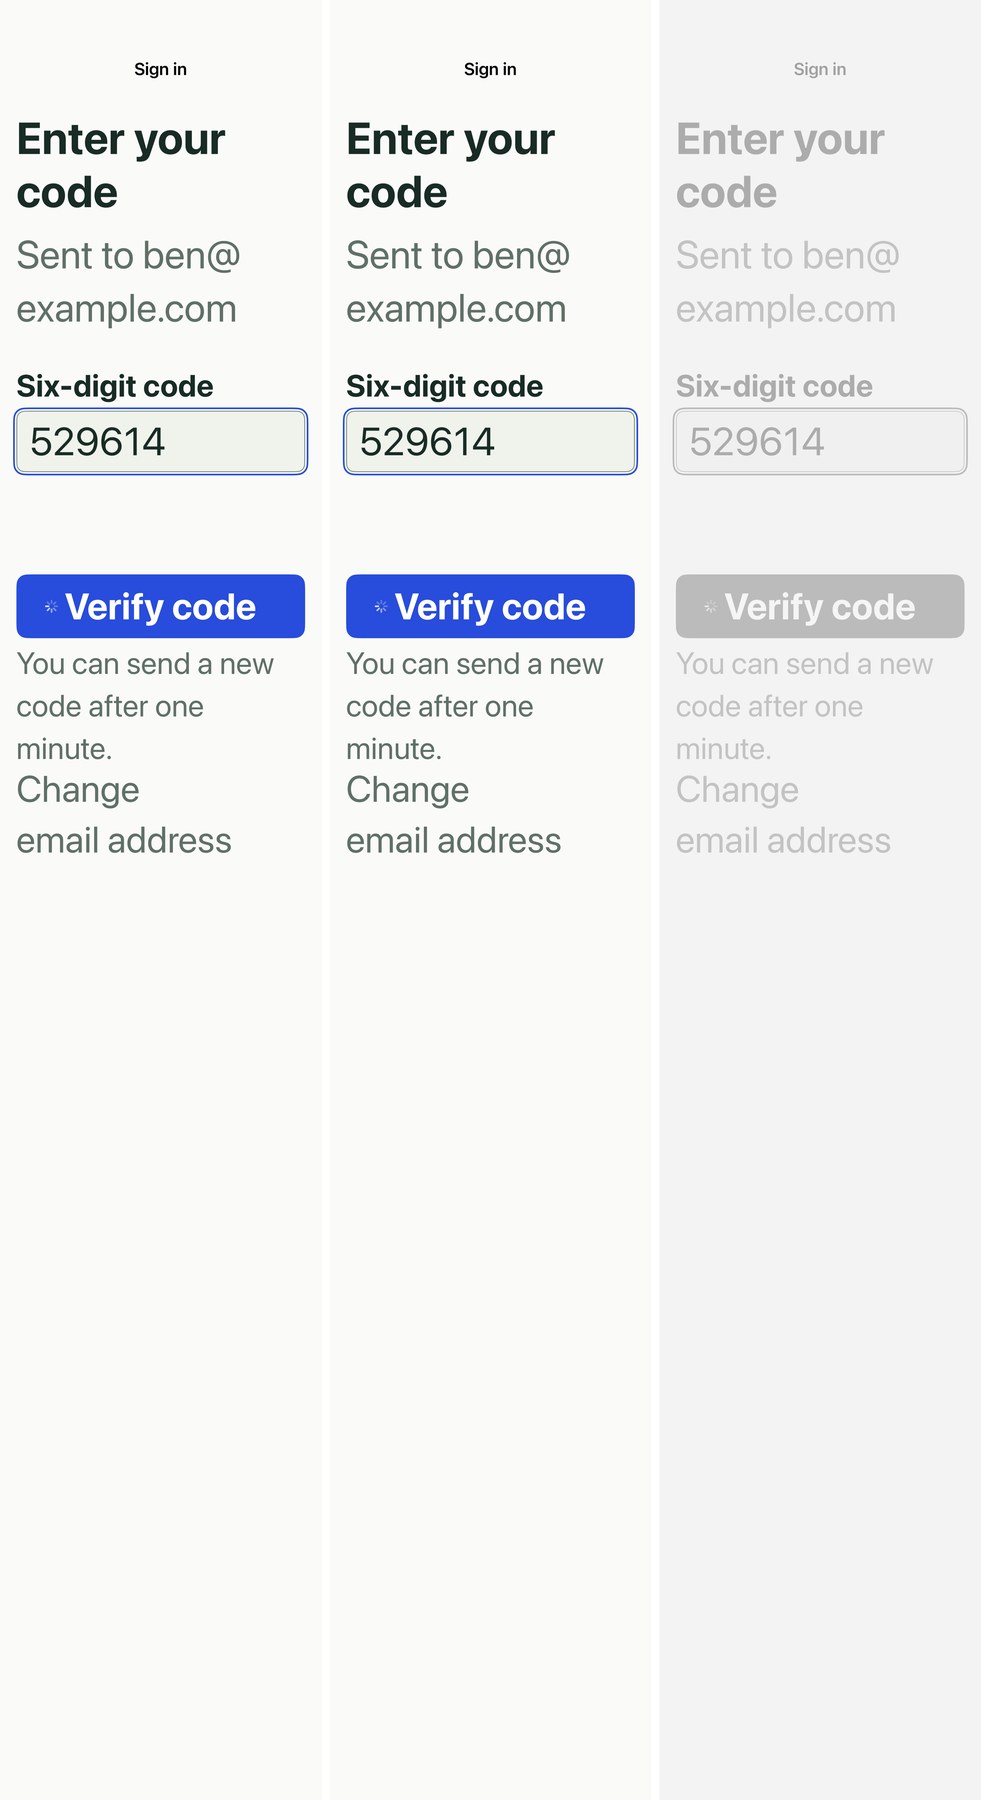 Sign in
Enter your
code
Sent to ben@
example.com
Six-digit code
529614
Verify code
You can send a new
code after one
minute.
Change
email address
Sign in
Enter your
code
Sent to ben@
example.com
Six-digit code
529614
Verify code
You can send a new
code after one
minute.
Change
email address
Sign in
Enter your
code
Sent to ben@
example.com
Six-digit code
529614
Verify code
You can send a new
code after one
minute.
Change
email address